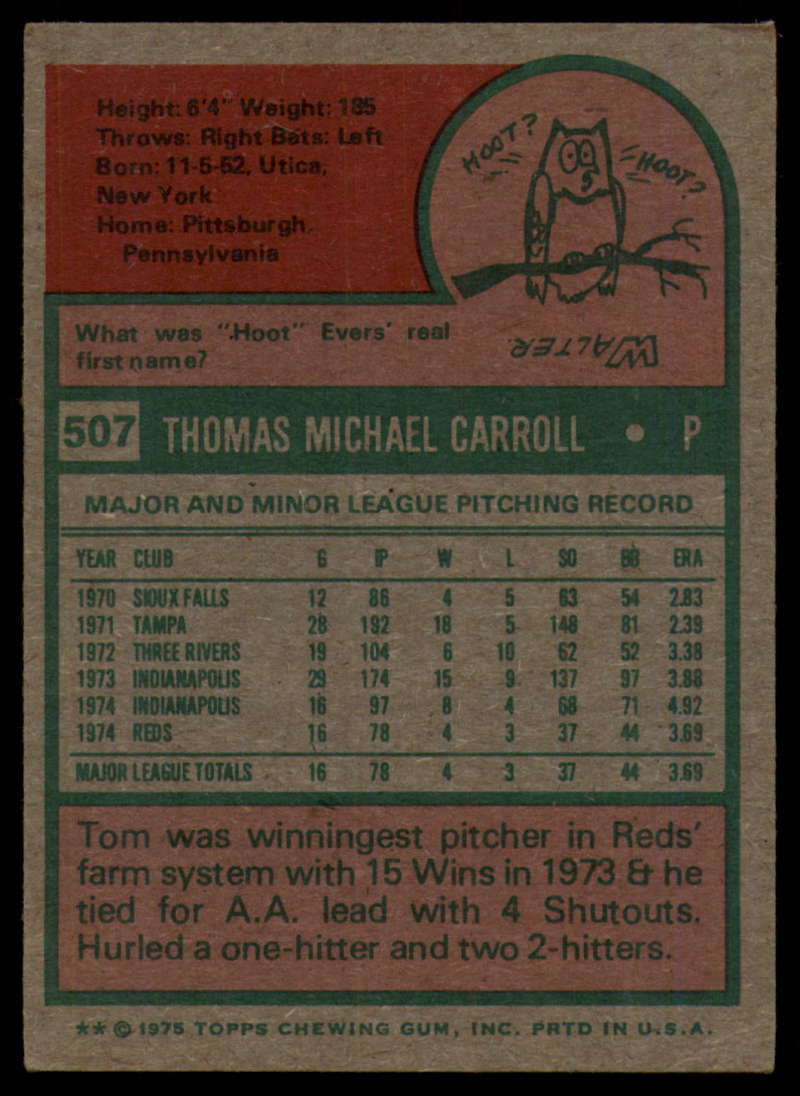 Height: 6'4" Weight: 185
Throws: Right Bats: Left
Born: 11-5-52, Utica,
New York
Home: Pittsburgh,
Pennsylvania
HOOT?
HOOT?
What was "Hoot" Evers' real
first name?
WALTER.
507 THOMAS MICHAEL CARROLL • P
MAJOR AND MINOR LEAGUE PITCHING RECORD
YEAR CLUB G IP W L SO BB ERA
1970 SIOUX FALLS 12 86 4 5 63 54 2.83
1971 TAMPA 28 192 18 5 148 81 2.39
1972 THREE RIVERS 19 104 6 10 62 52 3.38
1973 INDIANAPOLIS 29 174 15 9 137 97 3.88
1974 INDIANAPOLIS 16 97 8 4 68 71 4.92
1974 REDS 16 78 4 3 37 44 3.69
MAJOR LEAGUE TOTALS 16 78 4 3 37 44 3.69
Tom was winningest pitcher in Reds'
farm system with 15 Wins in 1973 & he
tied for A.A. lead with 4 Shutouts.
Hurled a one-hitter and two 2-hitters.
** © 1975 TOPPS CHEWING GUM, INC. PRTD IN U.S.A.